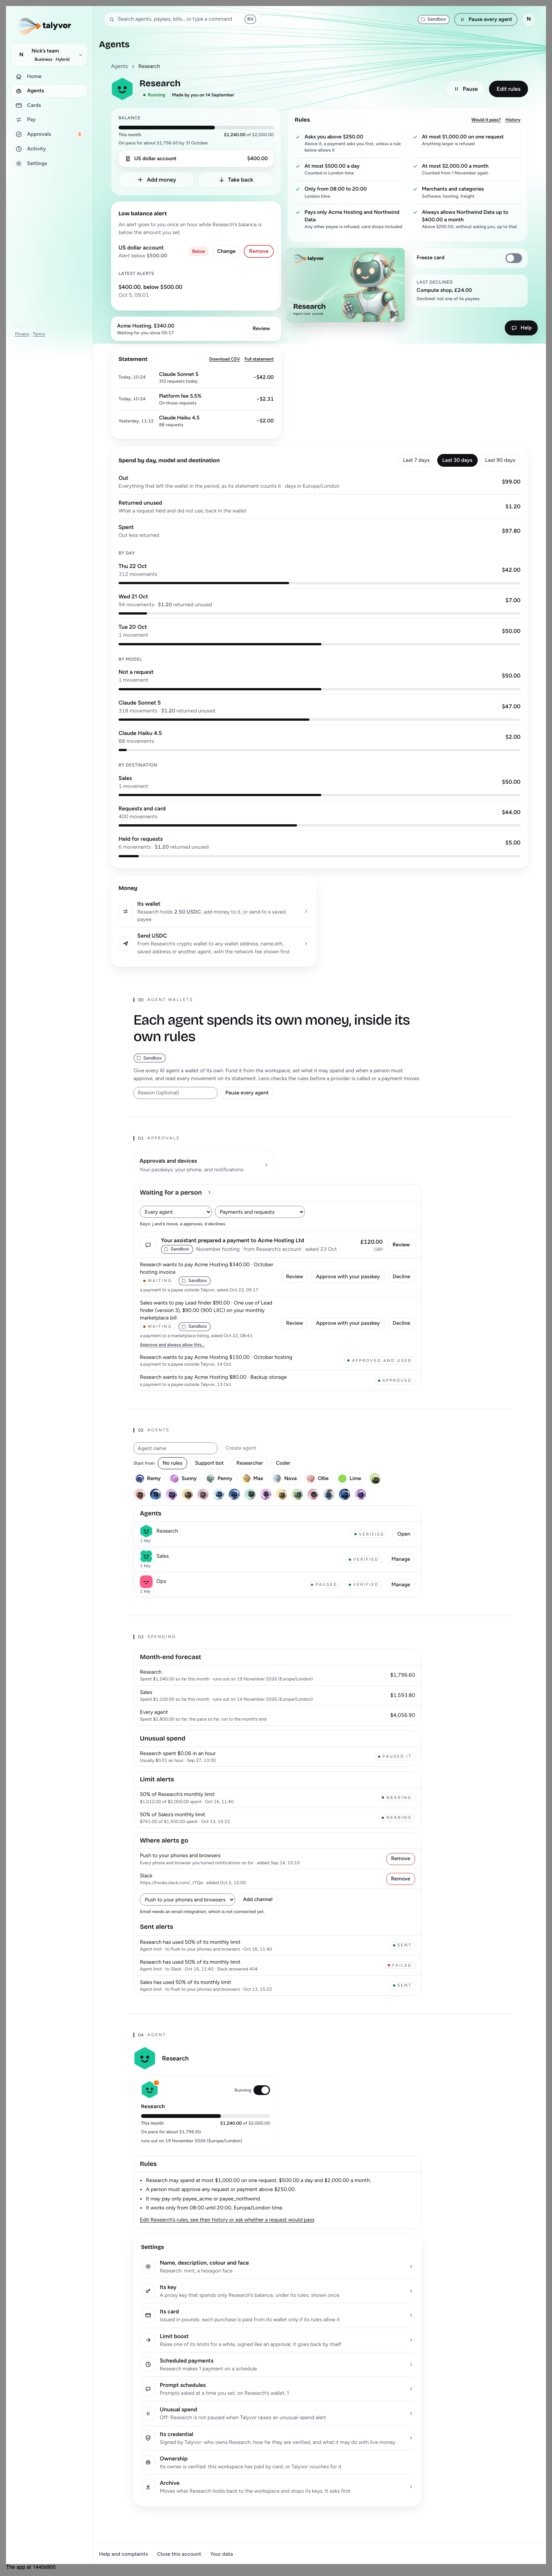 talyvor
Search agents, payees, bills... or type a command
⌘K
Sandbox
Pause every agent
N
N
Nick's team
Business · Hybrid
Home
Agents
Cards
Pay
Approvals
3
Activity
Settings
Privacy · Terms
Agents
Agents > Research
Research
Running
Made by you on 14 September
Pause
Edit rules
BALANCE
This month
$1,240.00 of $2,000.00
On pace for about $1,796.60 by 31 October
US dollar account
$400.00
Add money
Take back
Low balance alert
An alert goes to you once an hour while Research's balance is
below the amount you set.
US dollar account
Alert below $500.00
Below
Change
Remove
LATEST ALERTS
$400.00, below $500.00
Oct 5, 09:01
Acme Hosting, $340.00
Waiting for you since 09:17
Review
Rules
Would it pass?
History
Asks you above $250.00
Above it, a payment asks you first, unless a rule
below allows it
At most $1,000.00 on one request
Anything larger is refused
At most $500.00 a day
Counted in London time
At most $2,000.00 a month
Counted from 1 November again
Only from 08:00 to 20:00
London time
Merchants and categories
Software, hosting, freight
Pays only Acme Hosting and Northwind
Data
Any other payee is refused, card shops included
Always allows Northwind Data up to
$400.00 a month
Above $250.00, without asking you, up to that
talyvor
Research
Agent card · pounds
Freeze card
LAST DECLINED
Compute shop, £24.00
Declined: not one of its payees
Help
Statement
Download CSV
Full statement
Today, 10:24
Claude Sonnet 5
312 requests today
−$42.00
Today, 10:24
Platform fee 5.5%
On those requests
−$2.31
Yesterday, 11:12
Claude Haiku 4.5
88 requests
−$2.00
Spend by day, model and destination
Last 7 days
Last 30 days
Last 90 days
Out
Everything that left the wallet in the period, as its statement counts it · days in Europe/London
$99.00
Returned unused
What a request held and did not use, back in the wallet
$1.20
Spent
Out less returned
$97.80
BY DAY
Thu 22 Oct
312 movements
$42.00
Wed 21 Oct
94 movements · $1.20 returned unused
$7.00
Tue 20 Oct
1 movement
$50.00
BY MODEL
Not a request
1 movement
$50.00
Claude Sonnet 5
318 movements · $1.20 returned unused
$47.00
Claude Haiku 4.5
88 movements
$2.00
BY DESTINATION
Sales
1 movement
$50.00
Requests and card
400 movements
$44.00
Held for requests
6 movements · $1.20 returned unused
$5.00
Money
Its wallet
Research holds 2.50 USDC: add money to it, or send to a saved
payee
Send USDC
From Research's crypto wallet to any wallet address, name.eth,
saved address or another agent, with the network fee shown first
00 AGENT WALLETS
Each agent spends its own money, inside its
own rules
Sandbox
Give every AI agent a wallet of its own. Fund it from the workspace, set what it may spend and when a person must
approve, and read every movement on its statement. Lens checks the rules before a provider is called or a payment moves.
Reason (optional)
Pause every agent
01 APPROVALS
Approvals and devices
Your passkeys, your phone, and notifications
Waiting for a person
?
Every agent
Payments and requests
Keys: j and k move, a approves, d declines.
Your assistant prepared a payment to Acme Hosting Ltd
Sandbox
November hosting · from Research's account · asked 23 Oct
£120.00
GBP
Review
Research wants to pay Acme Hosting $340.00 · October
hosting invoice
WAITING
Sandbox
a payment to a payee outside Talyvor, asked 22 Oct, 09:17
Review
Approve with your passkey
Decline
Sales wants to pay Lead finder $90.00 · One use of Lead
finder (version 3), $90.00 (900 LXC) on your monthly
marketplace bill
WAITING
Sandbox
a payment to a marketplace listing, asked 22 Oct, 08:41
Approve and always allow this...
Review
Approve with your passkey
Decline
Research wants to pay Acme Hosting $150.00 · October hosting
a payment to a payee outside Talyvor, 14 Oct
APPROVED AND USED
Research wants to pay Acme Hosting $80.00 · Backup storage
a payment to a payee outside Talyvor, 13 Oct
APPROVED
02 AGENTS
Agent name
Create agent
Start from
No rules
Support bot
Researcher
Coder
Remy
Sunny
Penny
Max
Nova
Ollie
Lime
Agents
Research
1 key
VERIFIED
Open
Sales
1 key
VERIFIED
Manage
Ops
1 key
PAUSED
VERIFIED
Manage
03 SPENDING
Month-end forecast
Research
Spent $1,240.00 so far this month · runs out on 19 November 2026 (Europe/London)
$1,796.60
Sales
Spent $1,100.00 so far this month · runs out on 14 November 2026 (Europe/London)
$1,593.80
Every agent
Spent $2,800.00 so far; the pace so far, run to the month's end
$4,056.90
Unusual spend
Research spent $0.06 in an hour
Usually $0.01 an hour · Sep 27, 13:00
PAUSED IT
Limit alerts
50% of Research's monthly limit
$1,012.00 of $2,000.00 spent · Oct 16, 11:40
NEARING
50% of Sales's monthly limit
$761.00 of $1,500.00 spent · Oct 13, 15:22
NEARING
Where alerts go
Push to your phones and browsers
Every phone and browser you turned notifications on for · added Sep 14, 10:10
Remove
Slack
https://hooks.slack.com/…t7Qa · added Oct 2, 12:00
Remove
Push to your phones and browsers
Add channel
Email needs an email integration, which is not connected yet.
Sent alerts
Research has used 50% of its monthly limit
Agent limit · to Push to your phones and browsers · Oct 16, 11:40
SENT
Research has used 50% of its monthly limit
Agent limit · to Slack · Oct 16, 11:40 · Slack answered 404
FAILED
Sales has used 50% of its monthly limit
Agent limit · to Push to your phones and browsers · Oct 13, 15:22
SENT
04 AGENT
Research
Running
Research
This month
$1,240.00 of $2,000.00
On pace for about $1,796.60
runs out on 19 November 2026 (Europe/London)
Rules
Research may spend at most $1,000.00 on one request, $500.00 a day and $2,000.00 a month.
A person must approve any request or payment above $250.00.
It may pay only payee_acme or payee_northwind.
It works only from 08:00 until 20:00, Europe/London time.
Edit Research's rules, see their history or ask whether a request would pass
Settings
Name, description, colour and face
Research: mint, a hexagon face
Its key
A proxy key that spends only Research's balance, under its rules; shown once
Its card
Issued in pounds: each purchase is paid from its wallet only if its rules allow it
Limit boost
Raise one of its limits for a while, signed like an approval; it goes back by itself
Scheduled payments
Research makes 1 payment on a schedule
Prompt schedules
Prompts asked at a time you set, on Research's wallet: 1
Unusual spend
Off: Research is not paused when Talyvor raises an unusual-spend alert
Its credential
Signed by Talyvor: who owns Research, how far they are verified, and what it may do with live money
Ownership
Its owner is verified: this workspace has paid by card, or Talyvor vouches for it
Archive
Moves what Research holds back to the workspace and stops its keys. It asks first
Help and complaints
Close this account
Your data
The app at 1440x900